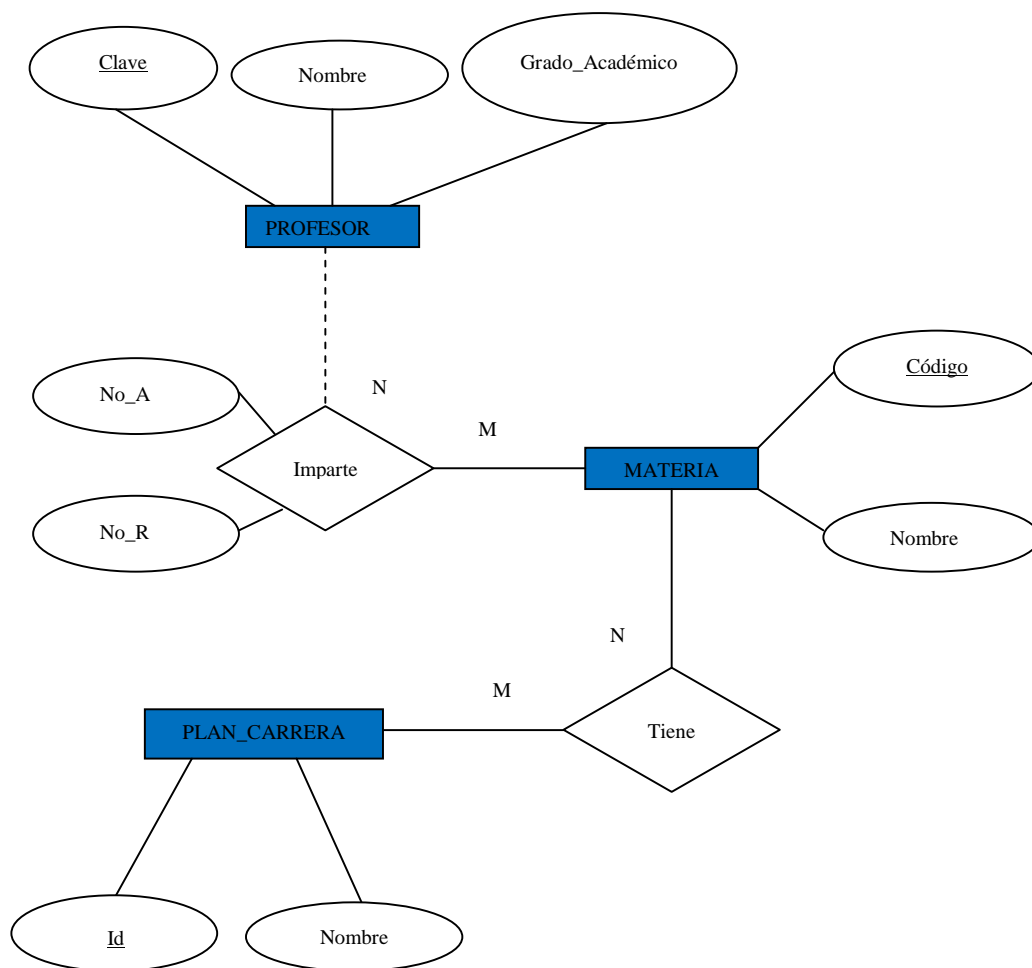 Clave
Nombre
Grado_Académico
PROFESOR
Código
No_A
N
M
Imparte
MATERIA
No_R
Nombre
N
M
PLAN_CARRERA
Tiene
Id
Nombre